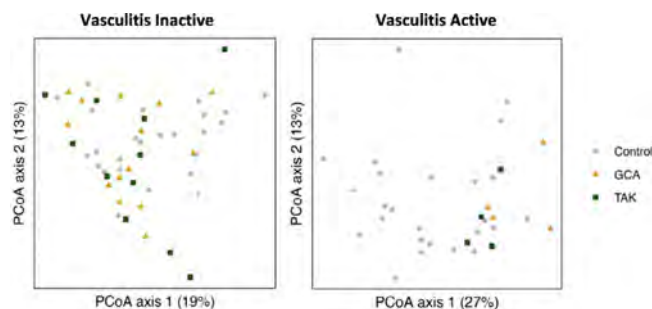 Vasculitis Inactive
Vasculitis Active
PCoA axis 2 (13%)
PCoA axis 1 (19%)
PCoA axis 2 (13%)
PCoA axis 1 (27%)
Control
GCA
TAK